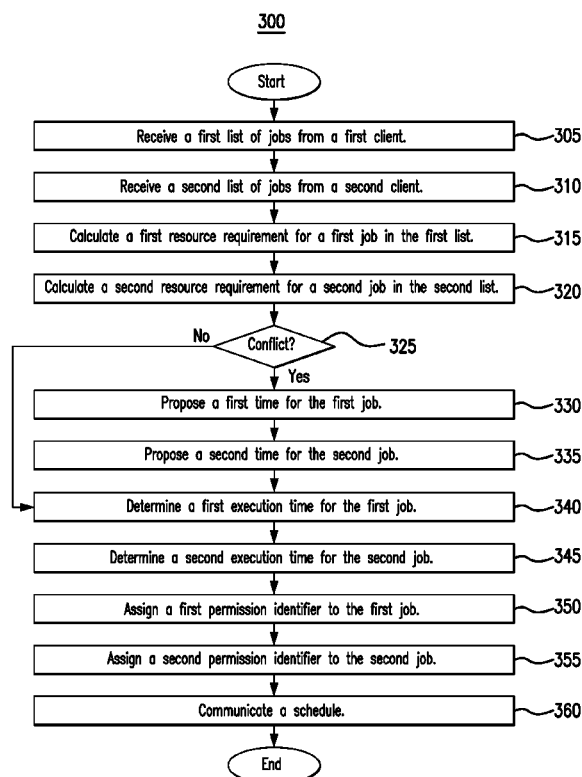 300
Start
Receive a first list of jobs from a first client.
305
Receive a second list of jobs from a second client.
310
Calculate a first resource requirement for a first job in the first list.
315
Calculate a second resource requirement for a second job in the second list.
320
No
Conflict?
325
Yes
Propose a first time for the first job.
330
Propose a second time for the second job.
335
Determine a first execution time for the first job.
340
Determine a second execution time for the second job.
345
Assign a first permission identifier to the first job.
350
Assign a second permission identifier to the second job.
355
Communicate a schedule.
360
End